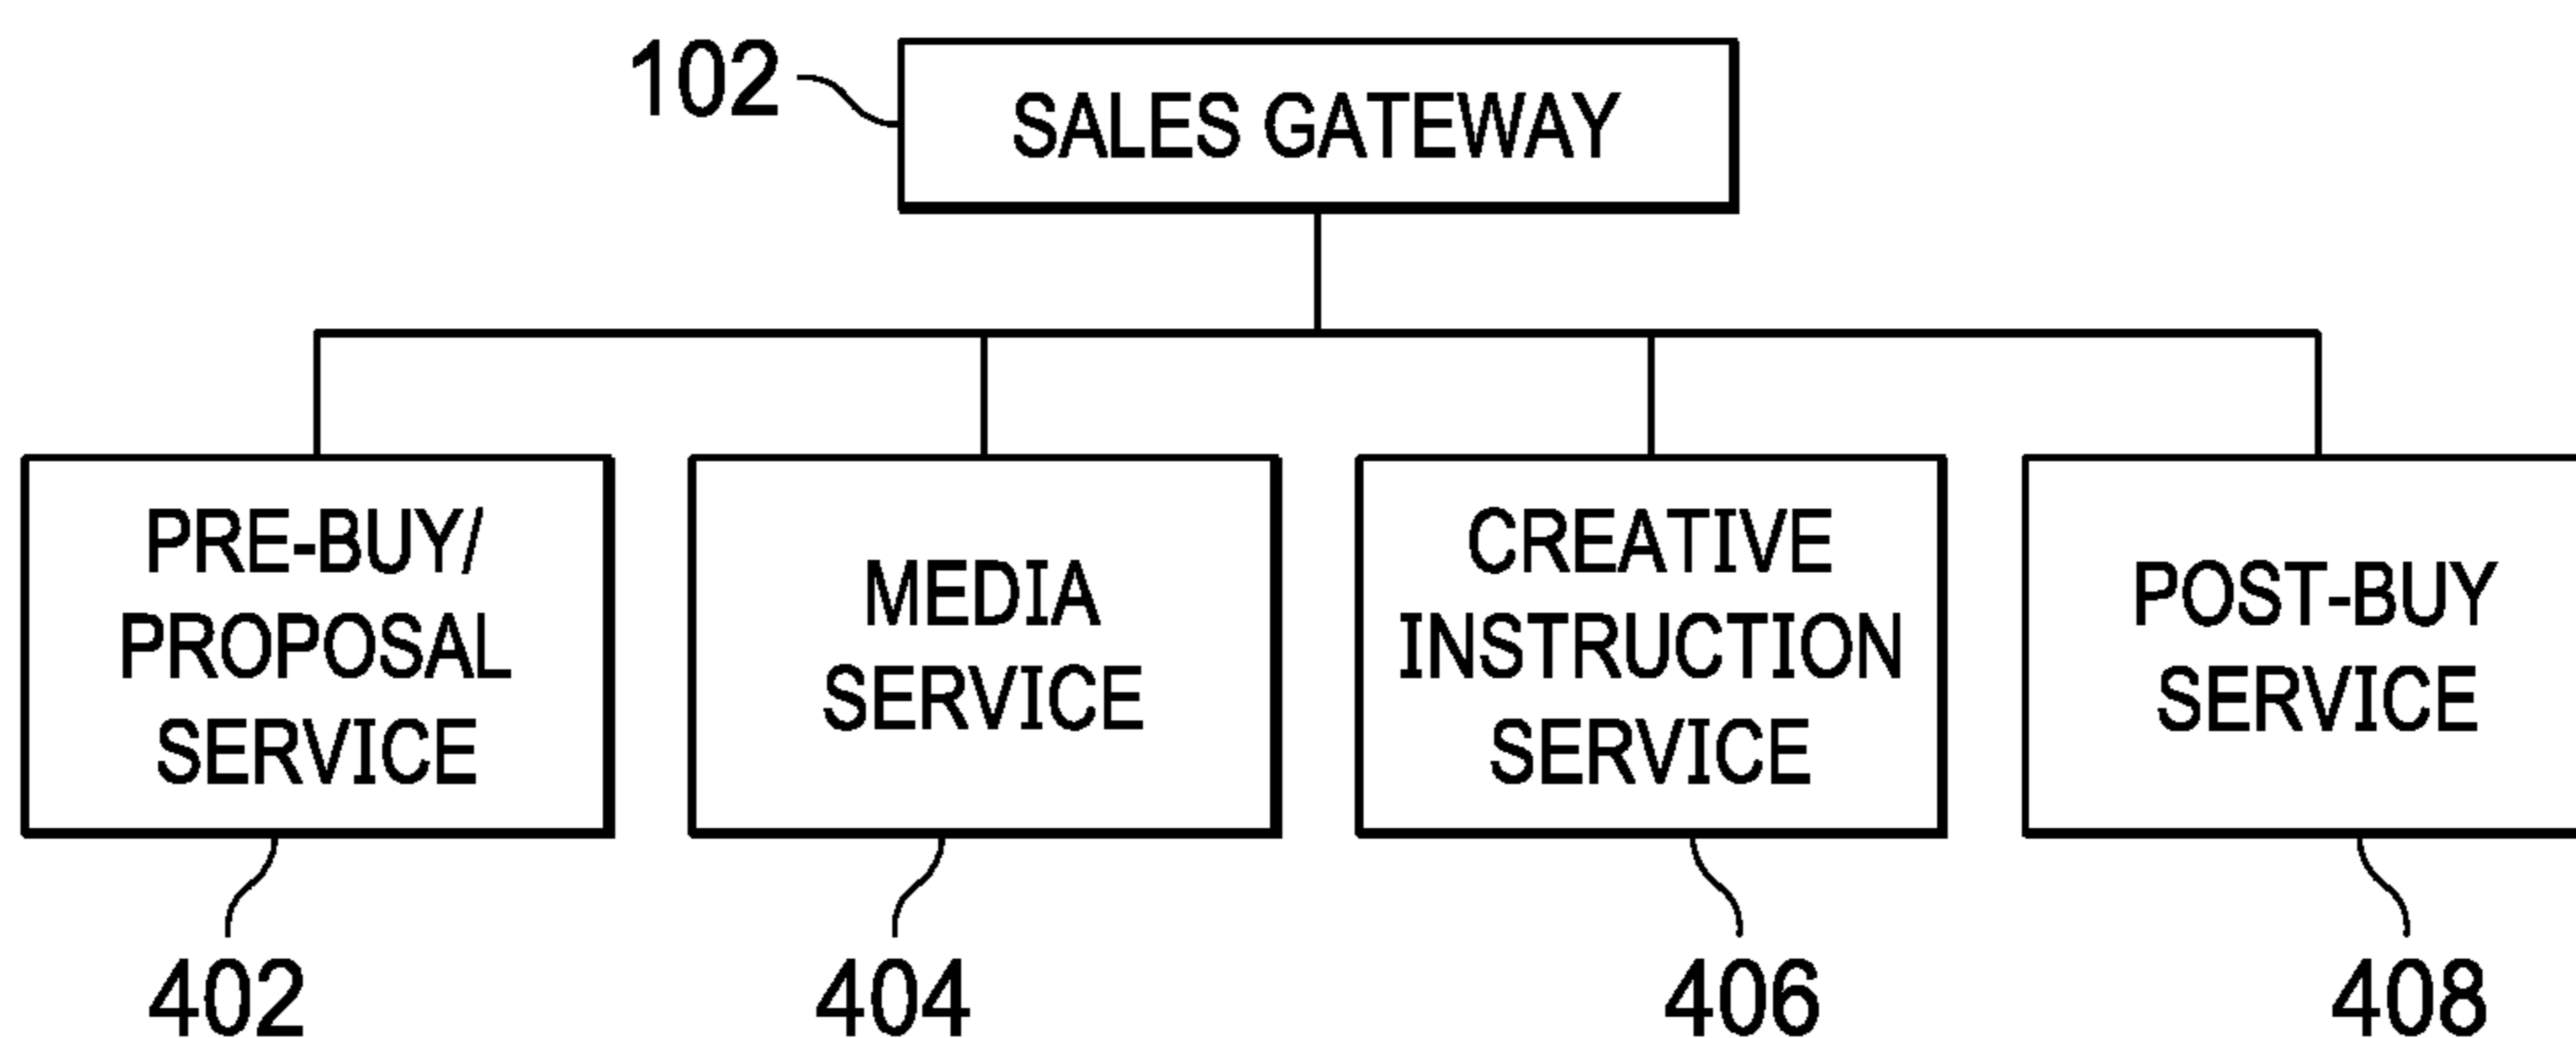 102
SALES GATEWAY
PRE-BUY/
PROPOSAL
SERVICE
MEDIA
SERVICE
CREATIVE
INSTRUCTION
SERVICE
POST-BUY
SERVICE
402
404
406
408